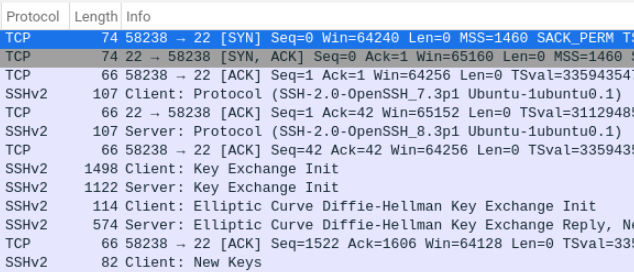 Protocol Length Info
TCP 74 58238 → 22 [SYN] Seq=0 Win=64240 Len=0 MSS=1460 SACK_PERM TS
TCP 74 22 → 58238 [SYN, ACK] Seq=0 Ack=1 Win=65160 Len=0 MSS=1460
TCP 66 58238 → 22 [ACK] Seq=1 Ack=1 Win=64256 Len=0 TSval=335943547
SSHv2 107 Client: Protocol (SSH-2.0-OpenSSH_7.3p1 Ubuntu-1ubuntu0.1)
TCP 66 22 → 58238 [ACK] Seq=1 Ack=42 Win=65152 Len=0 TSval=31129485
SSHv2 107 Server: Protocol (SSH-2.0-OpenSSH_8.3p1 Ubuntu-1ubuntu0.1)
TCP 66 58238 → 22 [ACK] Seq=42 Ack=42 Win=64256 Len=0 TSval=3359435
SSHv2 1498 Client: Key Exchange Init
SSHv2 1122 Server: Key Exchange Init
SSHv2 114 Client: Elliptic Curve Diffie-Hellman Key Exchange Init
SSHv2 574 Server: Elliptic Curve Diffie-Hellman Key Exchange Reply, Ne
TCP 66 58238 → 22 [ACK] Seq=1522 Ack=1606 Win=64128 Len=0 TSval=335
SSHv2 82 Client: New Keys